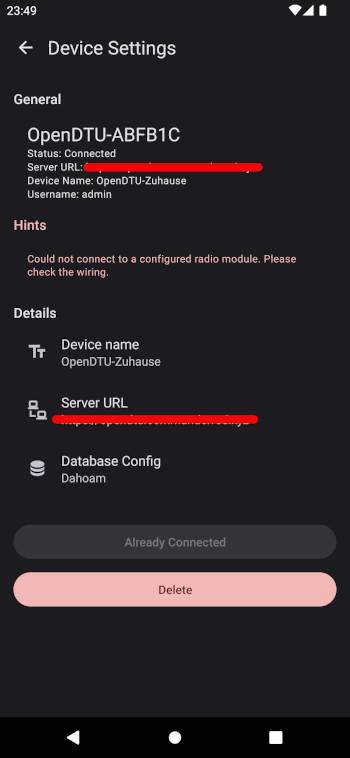 23:49
Device Settings
General
OpenDTU-ABFB1C
Status: Connected
Server URL:
Device Name: OpenDTU-Zuhause
Username: admin
Hints
Could not connect to a configured radio module. Please
check the wiring.
Details
Device name
OpenDTU-Zuhause
Server URL
Database Config
Dahoam
Already Connected
Delete